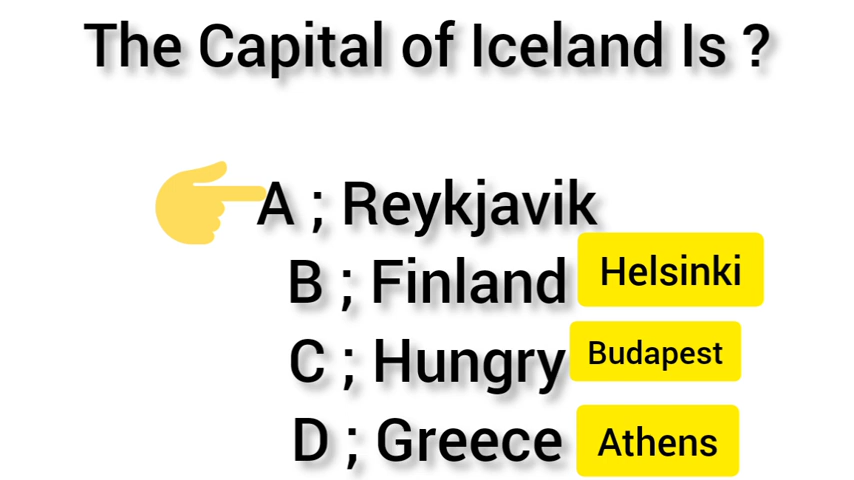 The Capital of Iceland Is ?
A ; Reykjavik
B ; Finland Helsinki
C ; Hungry Budapest
D ; Greece Athens